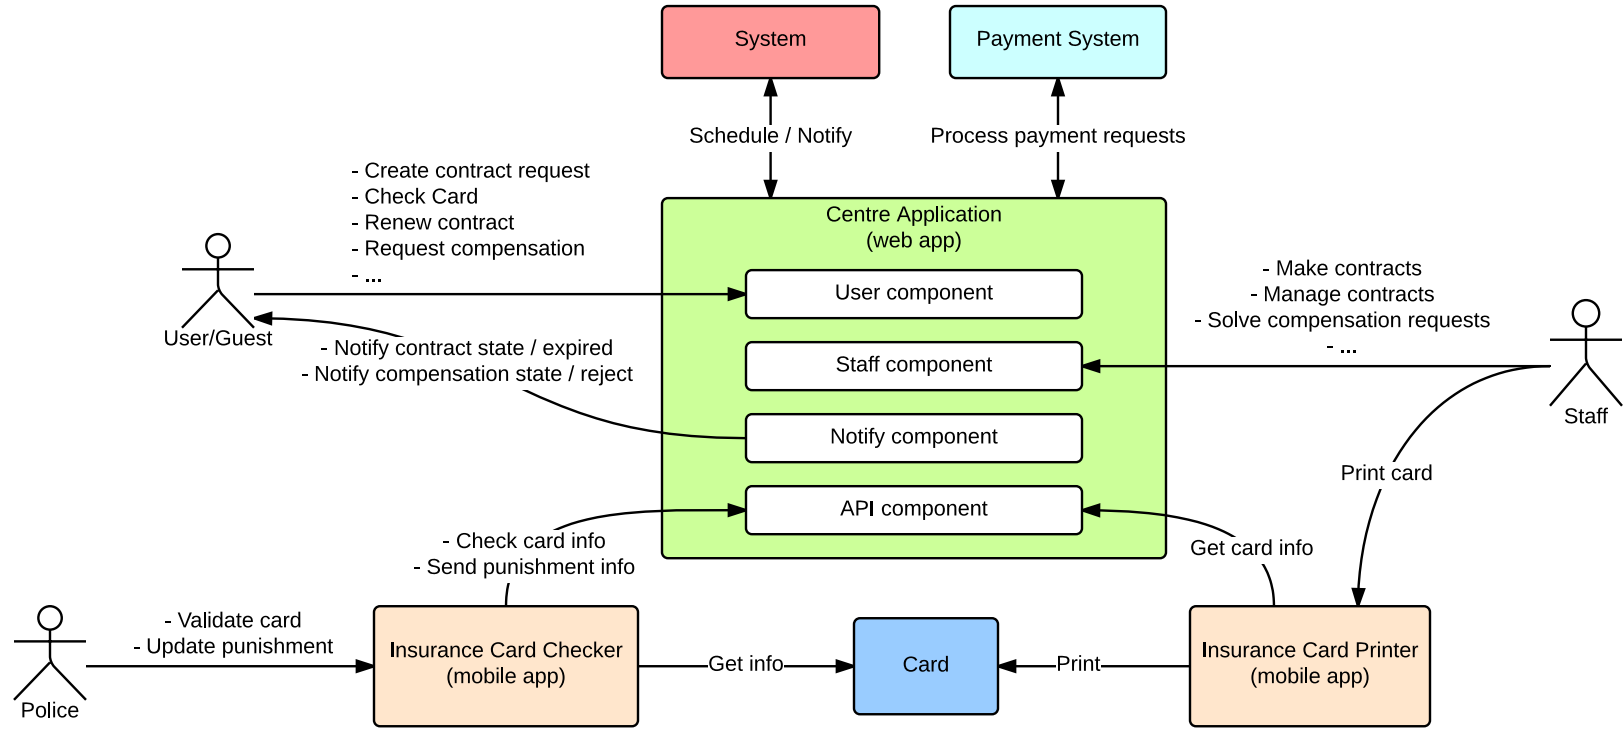 System
Payment System
Schedule / Notify
Process payment requests
- Create contract request
- Check Card
- Renew contract
- Request compensation
- ...
Centre Application
(web app)
User component
Staff component
Notify component
API component
- Make contracts
- Manage contracts
- Solve compensation requests
- ...
User/Guest
- Notify contract state / expired
- Notify compensation state / reject
Staff
Print card
- Check card info
- Send punishment info
Get card info
- Validate card
- Update punishment
Police
Insurance Card Checker
(mobile app)
Get info
Card
Print
Insurance Card Printer
(mobile app)